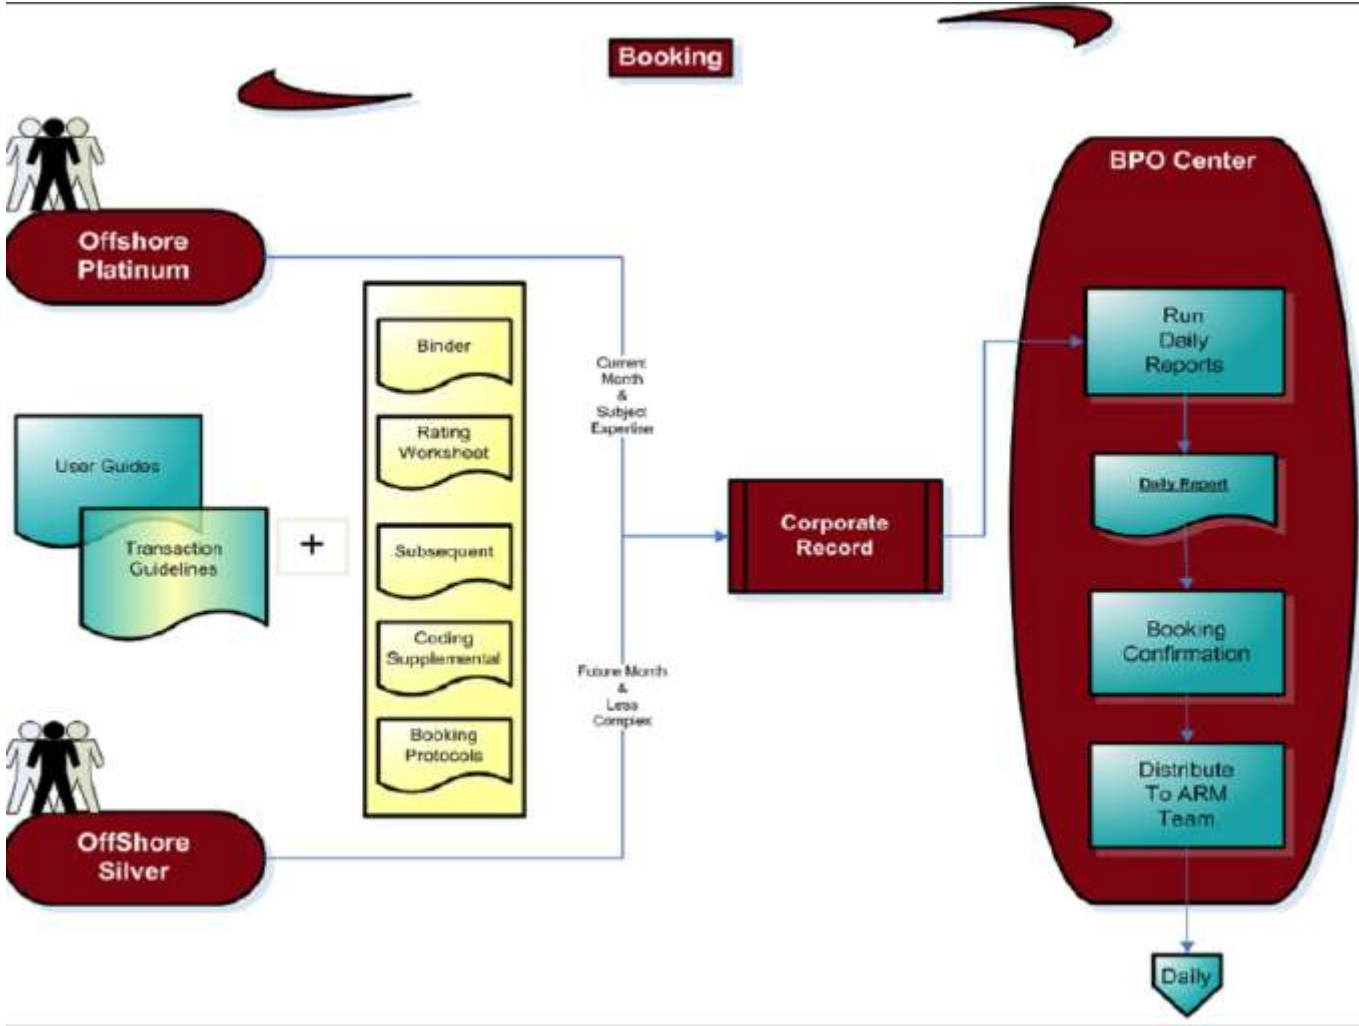 Booking
BPO Center
Offshore
Platinum
Run
Daily
Reports
Binder
Current
Month
&
Subject
Expertise
Rating
Worksheet
User Guides
Daily Report
Corporate
Record
+
Transaction
Guidelines
Subsequent
Booking
Confirmation
Coding
Supplemental
Future Month
&
Less
Complex
Booking
Protocols
Distribute
To ARM
Team
OffShore
Silver
Daily